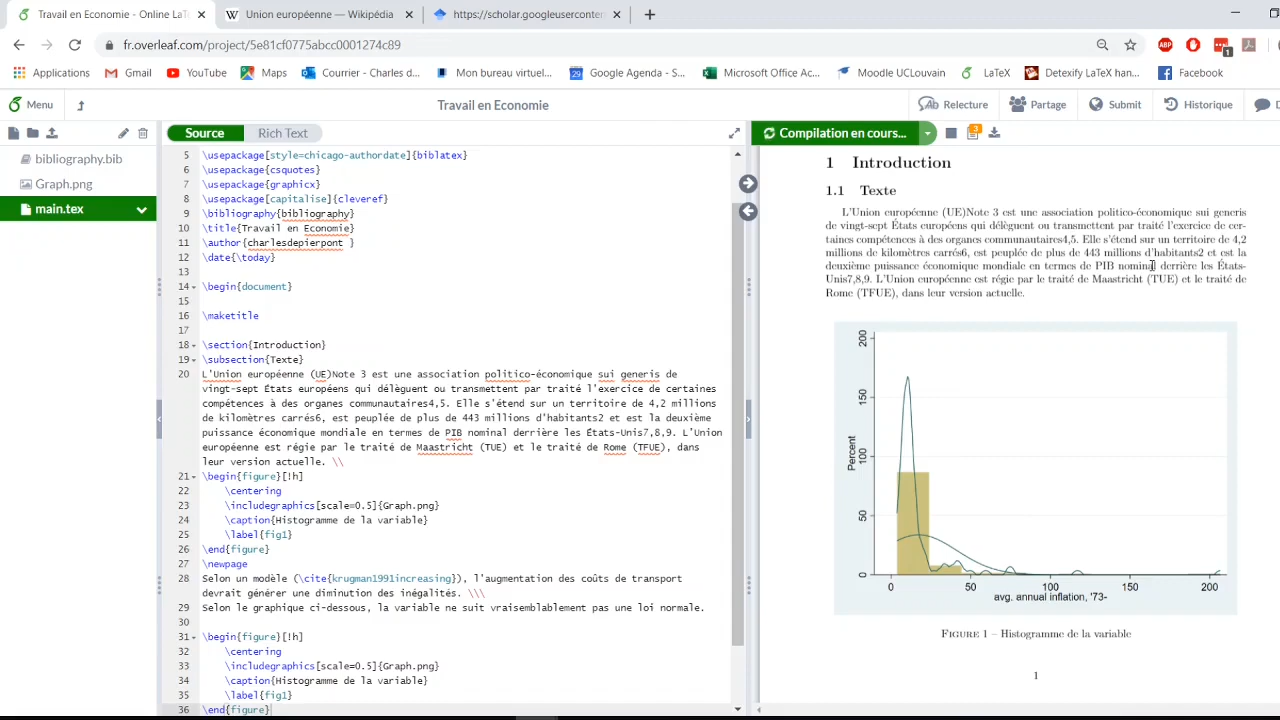 Travail en Economie - Online LaT
Union européenne — Wikipédia
https://scholar.googleusercontent
fr.overleaf.com/project/5e81cf0775abcc0001274c89
ABP
1
Applications
Gmail
YouTube
Maps
Courrier - Charles d...
Mon bureau virtuel...
29
Google Agenda - S...
Microsoft Office Ac...
Moodle UCLouvain
LaTeX
Detexify LaTeX han...
Facebook
Menu
Travail en Economie
Ab Relecture
Partage
Submit
Historique
D
Source
Rich Text
Compilation en cours...
3
bibliography.bib
Graph.png
main.tex
5 \usepackage[style=chicago-authordate]{biblatex}
6 \usepackage{csquotes}
7 \usepackage{graphicx}
8 \usepackage[capitalise]{cleveref}
9 \bibliography{bibliography}
10 \title{Travail en Economie}
11 \author{charlesdepierpont }
12 \date{\today}
13
14 \begin{document}
15
16 \maketitle
17
18 \section{Introduction}
19 \subsection{Texte}
20 L'Union européenne (UE)Note 3 est une association politico-économique sui generis de
vingt-sept États européens qui délèguent ou transmettent par traité l'exercice de certaines
compétences à des organes communautaires4,5. Elle s'étend sur un territoire de 4,2 millions
de kilomètres carrés6, est peuplée de plus de 443 millions d'habitants2 et est la deuxième
puissance économique mondiale en termes de PIB nominal derrière les États-Unis7,8,9. L'Union
européenne est régie par le traité de Maastricht (TUE) et le traité de Rome (TFUE), dans
leur version actuelle. \\
21 \begin{figure}[!h]
22 \centering
23 \includegraphics[scale=0.5]{Graph.png}
24 \caption{Histogramme de la variable}
25 \label{fig1}
26 \end{figure}
27 \newpage
28 Selon un modèle (\cite{krugman1991increasing}), l'augmentation des coûts de transport
devrait générer une diminution des inégalités. \\\
29 Selon le graphique ci-dessous, la variable ne suit vraisemblablement pas une loi normale.
30
31 \begin{figure}[!h]
32 \centering
33 \includegraphics[scale=0.5]{Graph.png}
34 \caption{Histogramme de la variable}
35 \label{fig1}
36 \end{figure}
1 Introduction
1.1 Texte
L'Union européenne (UE)Note 3 est une association politico-économique sui generis
de vingt-sept États européens qui délèguent ou transmettent par traité l'exercice de cer-
taines compétences à des organes communautaires4,5. Elle s'étend sur un territoire de 4,2
millions de kilomètres carrés6, est peuplée de plus de 443 millions d'habitants2 et est la
deuxième puissance économique mondiale en termes de PIB nominal derrière les États-
Unis7,8,9. L'Union européenne est régie par le traité de Maastricht (TUE) et le traité de
Rome (TFUE), dans leur version actuelle.
Percent
200
150
100
50
0
0 50 100 150 200
avg. annual inflation, '73-
FIGURE 1 – Histogramme de la variable
1